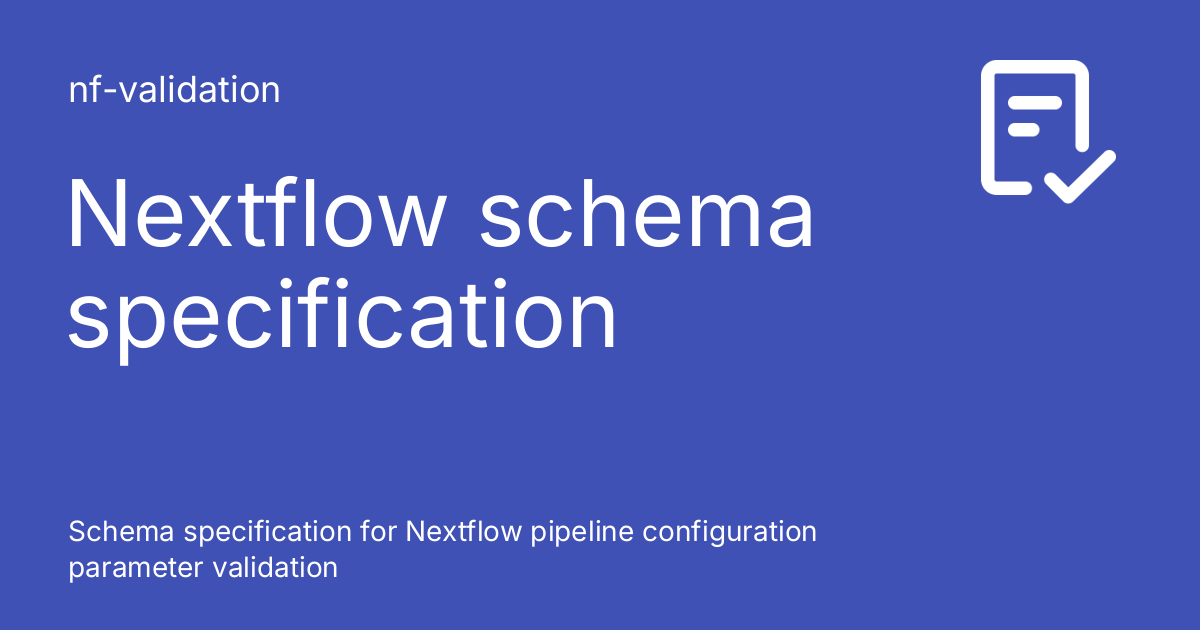 nf-validation
Nextflow schema
specification
Schema specification for Nextflow pipeline configuration
parameter validation